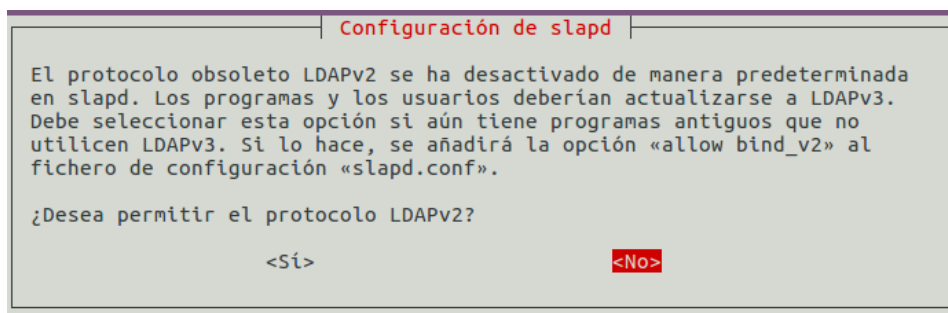 Configuración de slapd
El protocolo obsoleto LDAPv2 se ha desactivado de manera predeterminada
en slapd. Los programas y los usuarios deberían actualizarse a LDAPv3.
Debe seleccionar esta opción si aún tiene programas antiguos que no
utilicen LDAPv3. Si lo hace, se añadirá la opción «allow bind_v2» al
fichero de configuración «slapd.conf».
¿Desea permitir el protocolo LDAPv2?
<Sí> <No>